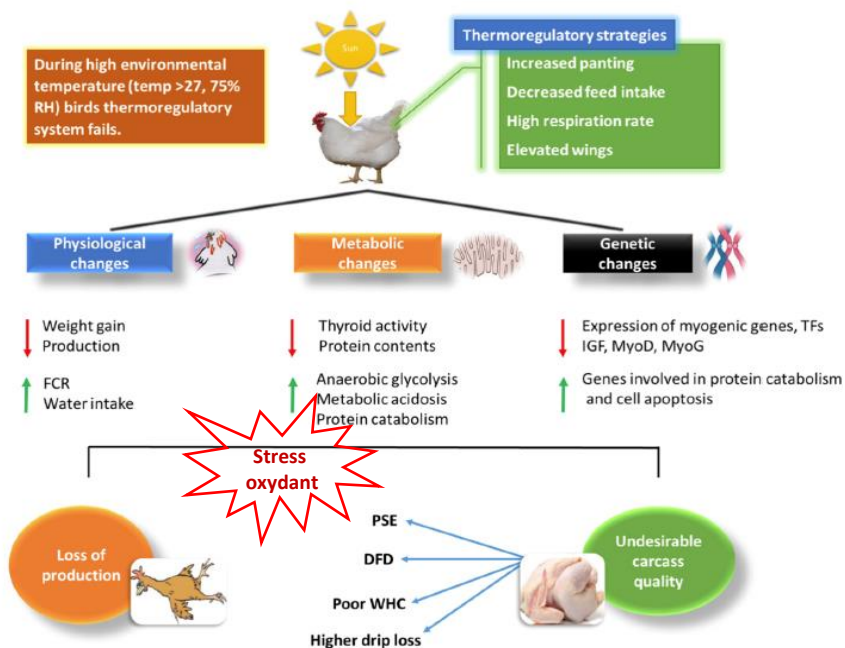 During high environmental
temperature (temp >27, 75%
RH) birds thermoregulatory
system fails.
Sun
Thermoregulatory strategies
Increased panting
Decreased feed intake
High respiration rate
Elevated wings
Physiological
changes
Metabolic
changes
Genetic
changes
Weight gain
Production
FCR
Water intake
Thyroid activity
Protein contents
Anaerobic glycolysis
Metabolic acidosis
Protein catabolism
Expression of myogenic genes, TFs
IGF, MyoD, MyoG
Genes involved in protein catabolism
and cell apoptosis
Stress
oxydant
Loss of
production
PSE
DFD
Poor WHC
Higher drip loss
Undesirable
carcass
quality